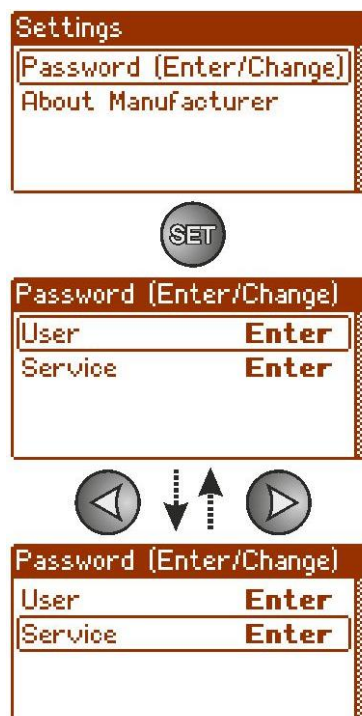 Settings
Password (Enter/Change)
About Manufacturer
SET
Password (Enter/Change)
User Enter
Service Enter
Password (Enter/Change)
User Enter
Service Enter